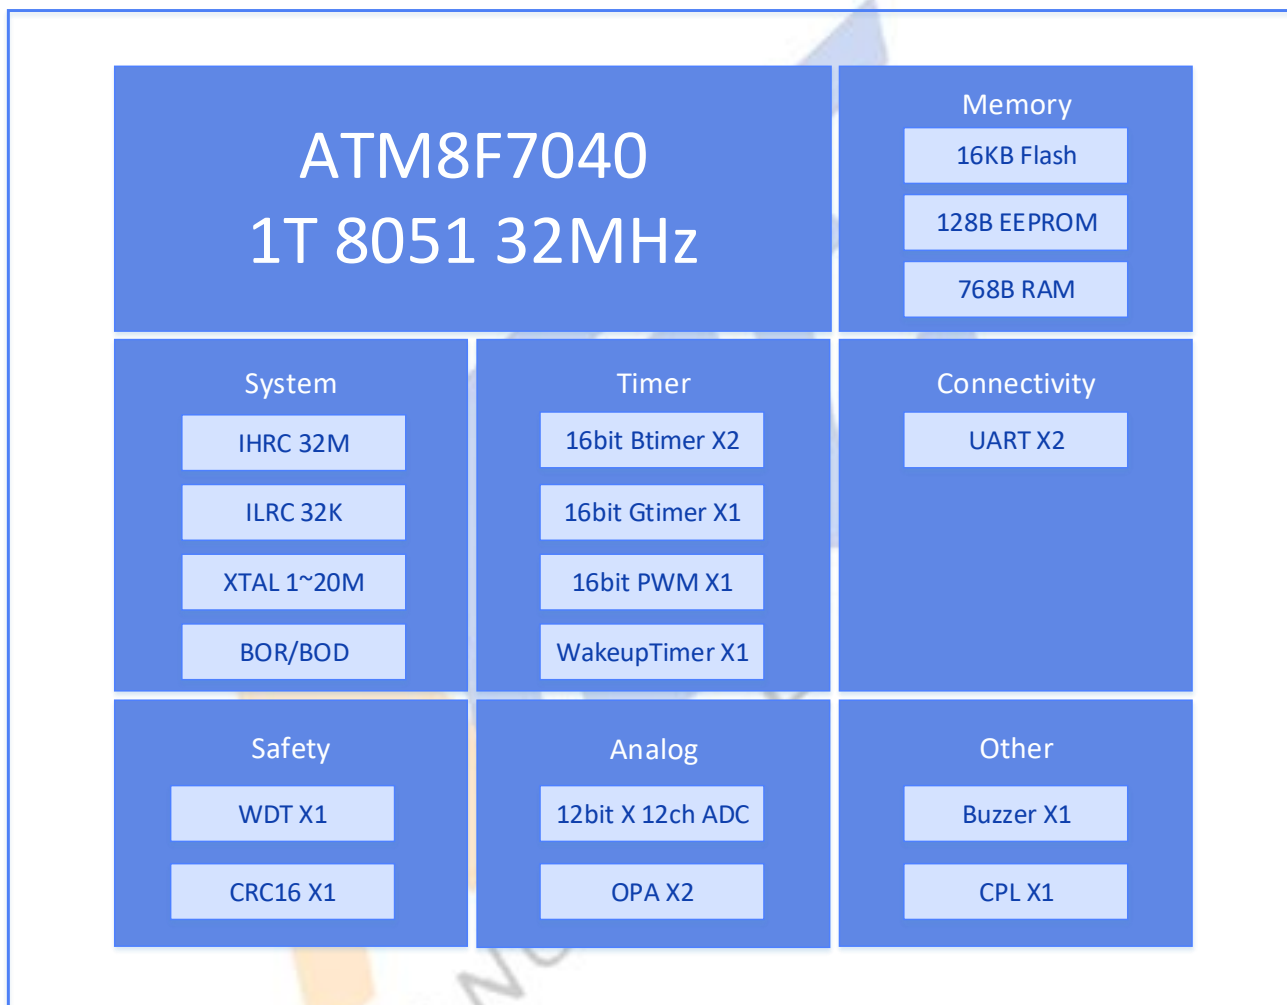 ATM8F7040
1T 8051 32MHz
Memory
16KB Flash
128B EEPROM
768B RAM
System
IHRC 32M
ILRC 32K
XTAL 1~20M
BOR/BOD
Timer
16bit Btimer X2
16bit Gtimer X1
16bit PWM X1
WakeupTimer X1
Connectivity
UART X2
Safety
WDT X1
CRC16 X1
Analog
12bit X 12ch ADC
OPA X2
Other
Buzzer X1
CPL X1